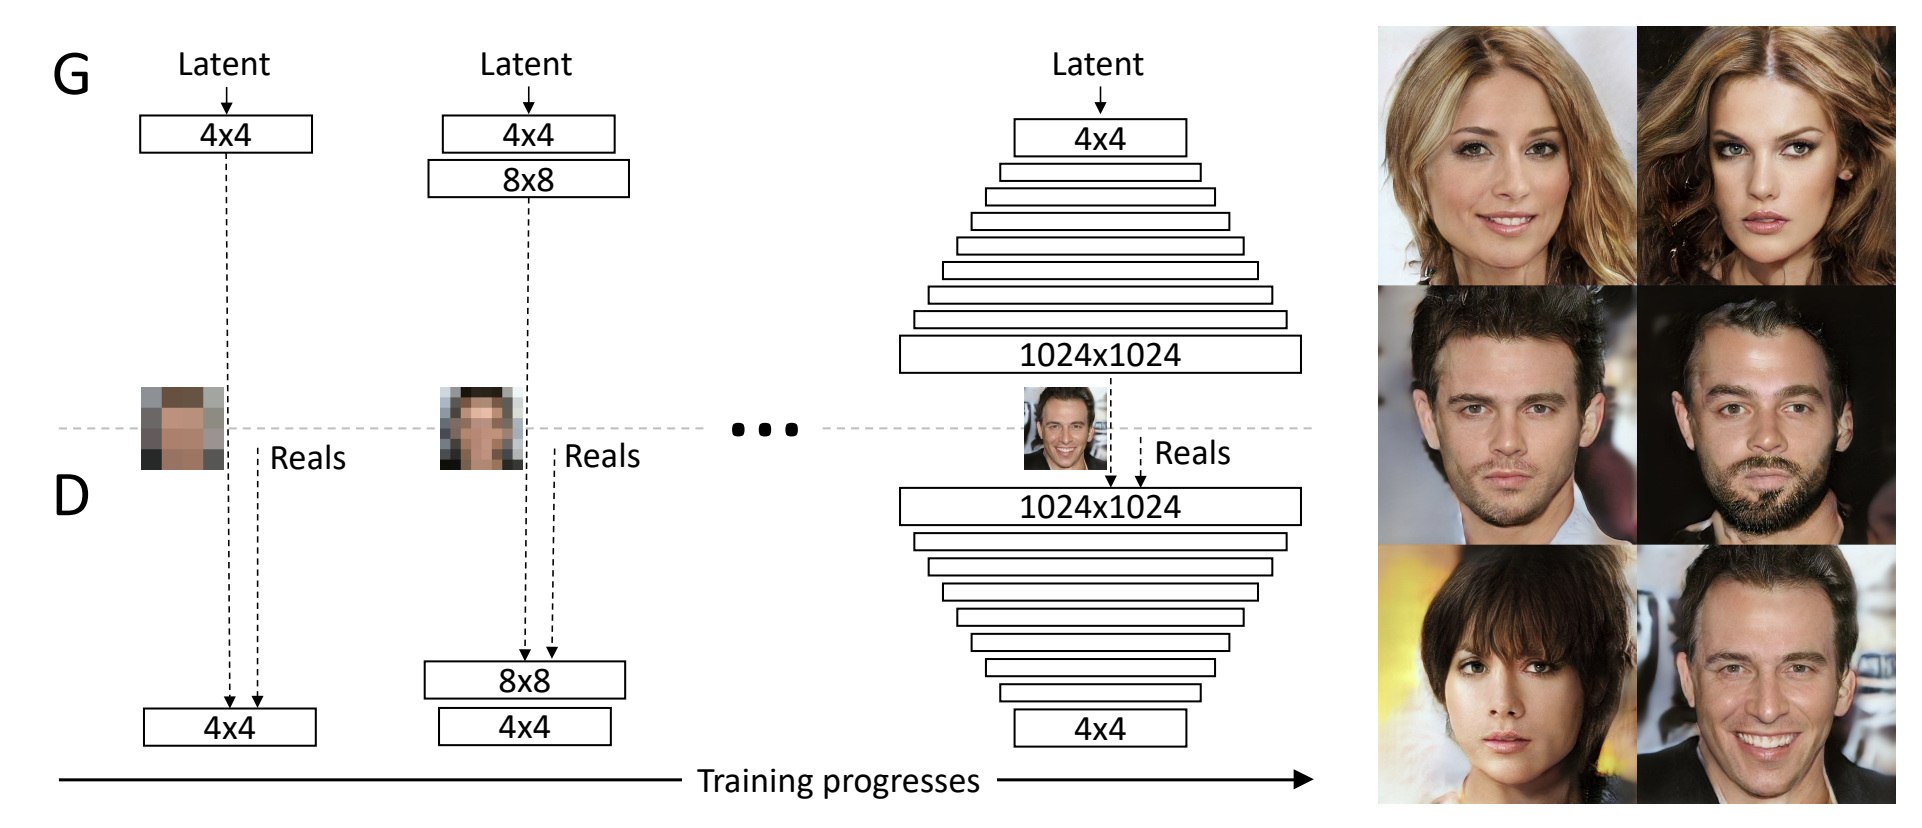 G
Latent
Latent
Latent
4x4
4x4
4x4
8x8
1024x1024
Reals
Reals
Reals
D
1024x1024
8x8
4x4
4x4
4x4
Training progresses